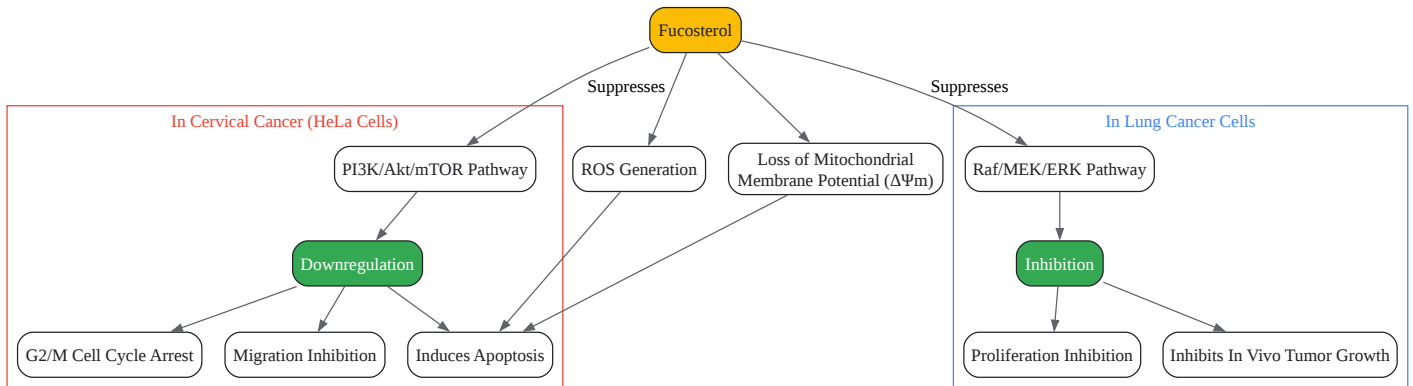 Fucosterol
Suppresses
Suppresses
In Cervical Cancer (HeLa Cells)
In Lung Cancer Cells
PI3K/Akt/mTOR Pathway
ROS Generation
Loss of Mitochondrial
Membrane Potential (ΔΨm)
Raf/MEK/ERK Pathway
Downregulation
Inhibition
G2/M Cell Cycle Arrest
Migration Inhibition
Induces Apoptosis
Proliferation Inhibition
Inhibits In Vivo Tumor Growth